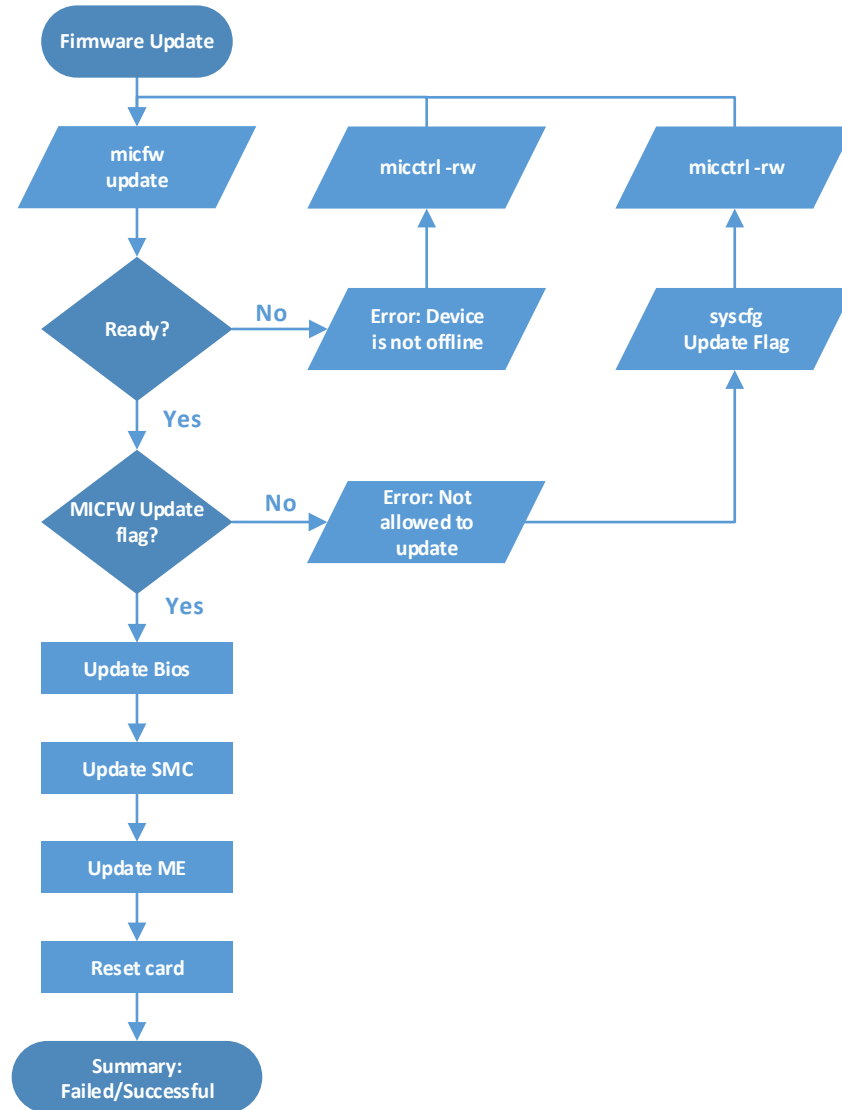 Firmware Update
micfw
update
micctrl -rw
micctrl -rw
Ready?
No
Error: Device
is not offline
syscfg
Update Flag
Yes
MICFW Update
flag?
No
Error: Not
allowed to
update
Yes
Update Bios
Update SMC
Update ME
Reset card
Summary:
Failed/Successful